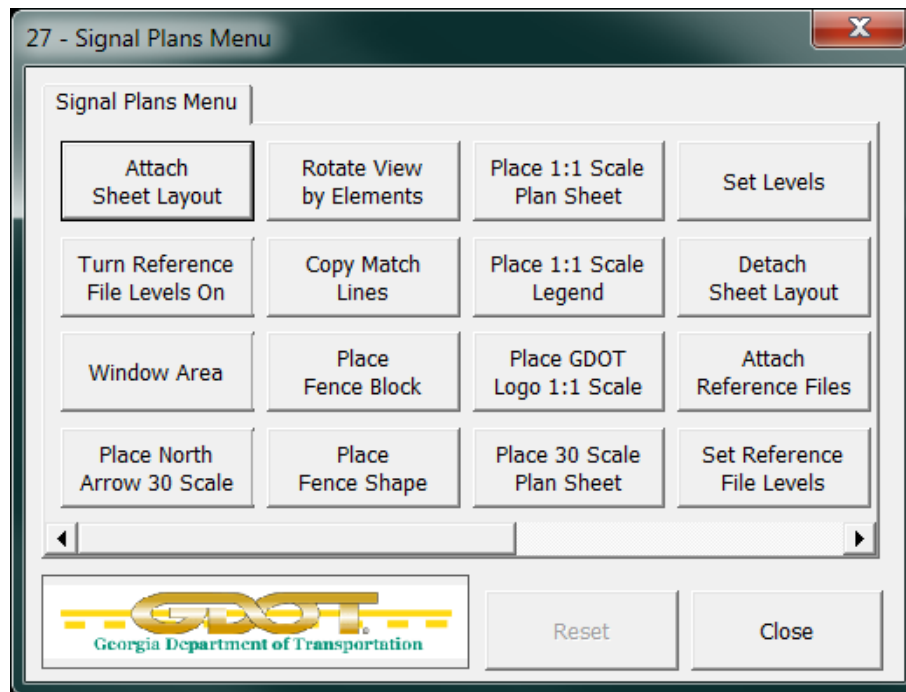 27 - Signal Plans Menu
X
Signal Plans Menu
Attach
Sheet Layout
Rotate View
by Elements
Place 1:1 Scale
Plan Sheet
Set Levels
Turn Reference
File Levels On
Copy Match
Lines
Place 1:1 Scale
Legend
Detach
Sheet Layout
Window Area
Place
Fence Block
Place GDOT
Logo 1:1 Scale
Attach
Reference Files
Place North
Arrow 30 Scale
Place
Fence Shape
Place 30 Scale
Plan Sheet
Set Reference
File Levels
GDOT
Georgia Department of Transportation
Reset
Close